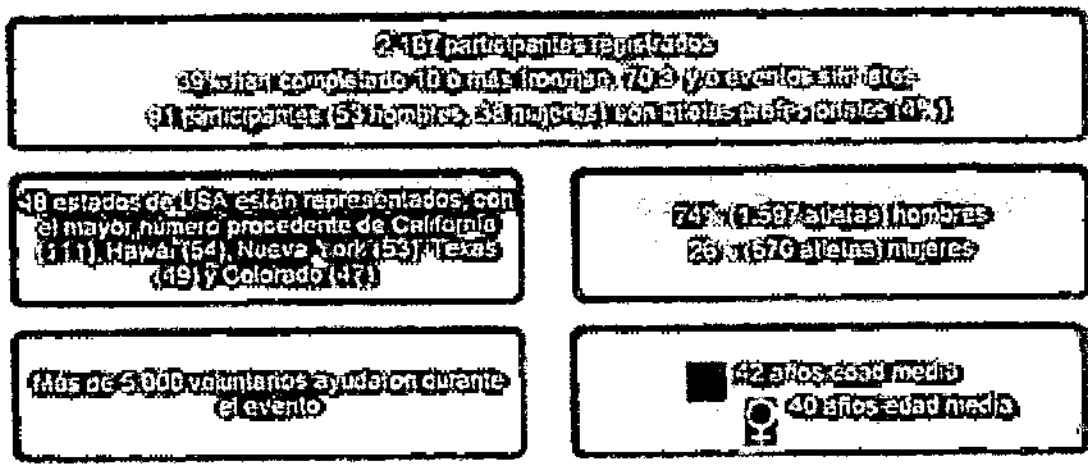 2.167 participantes registrados
39% han completado 10 o más Ironman, 70.3 y/o eventos similares
91 participantes (53 hombres, 38 mujeres) son atletas profesionales (4%)
48 estados de USA están representados, con
el mayor número procedente de California
(111), Hawai (54), Nueva York (53), Texas
(49) y Colorado (47)
74% (1.597 atletas) hombres
26% (570 atletas) mujeres
Más de 5.000 voluntarios ayudaron durante
el evento
42 años edad media
40 años edad media